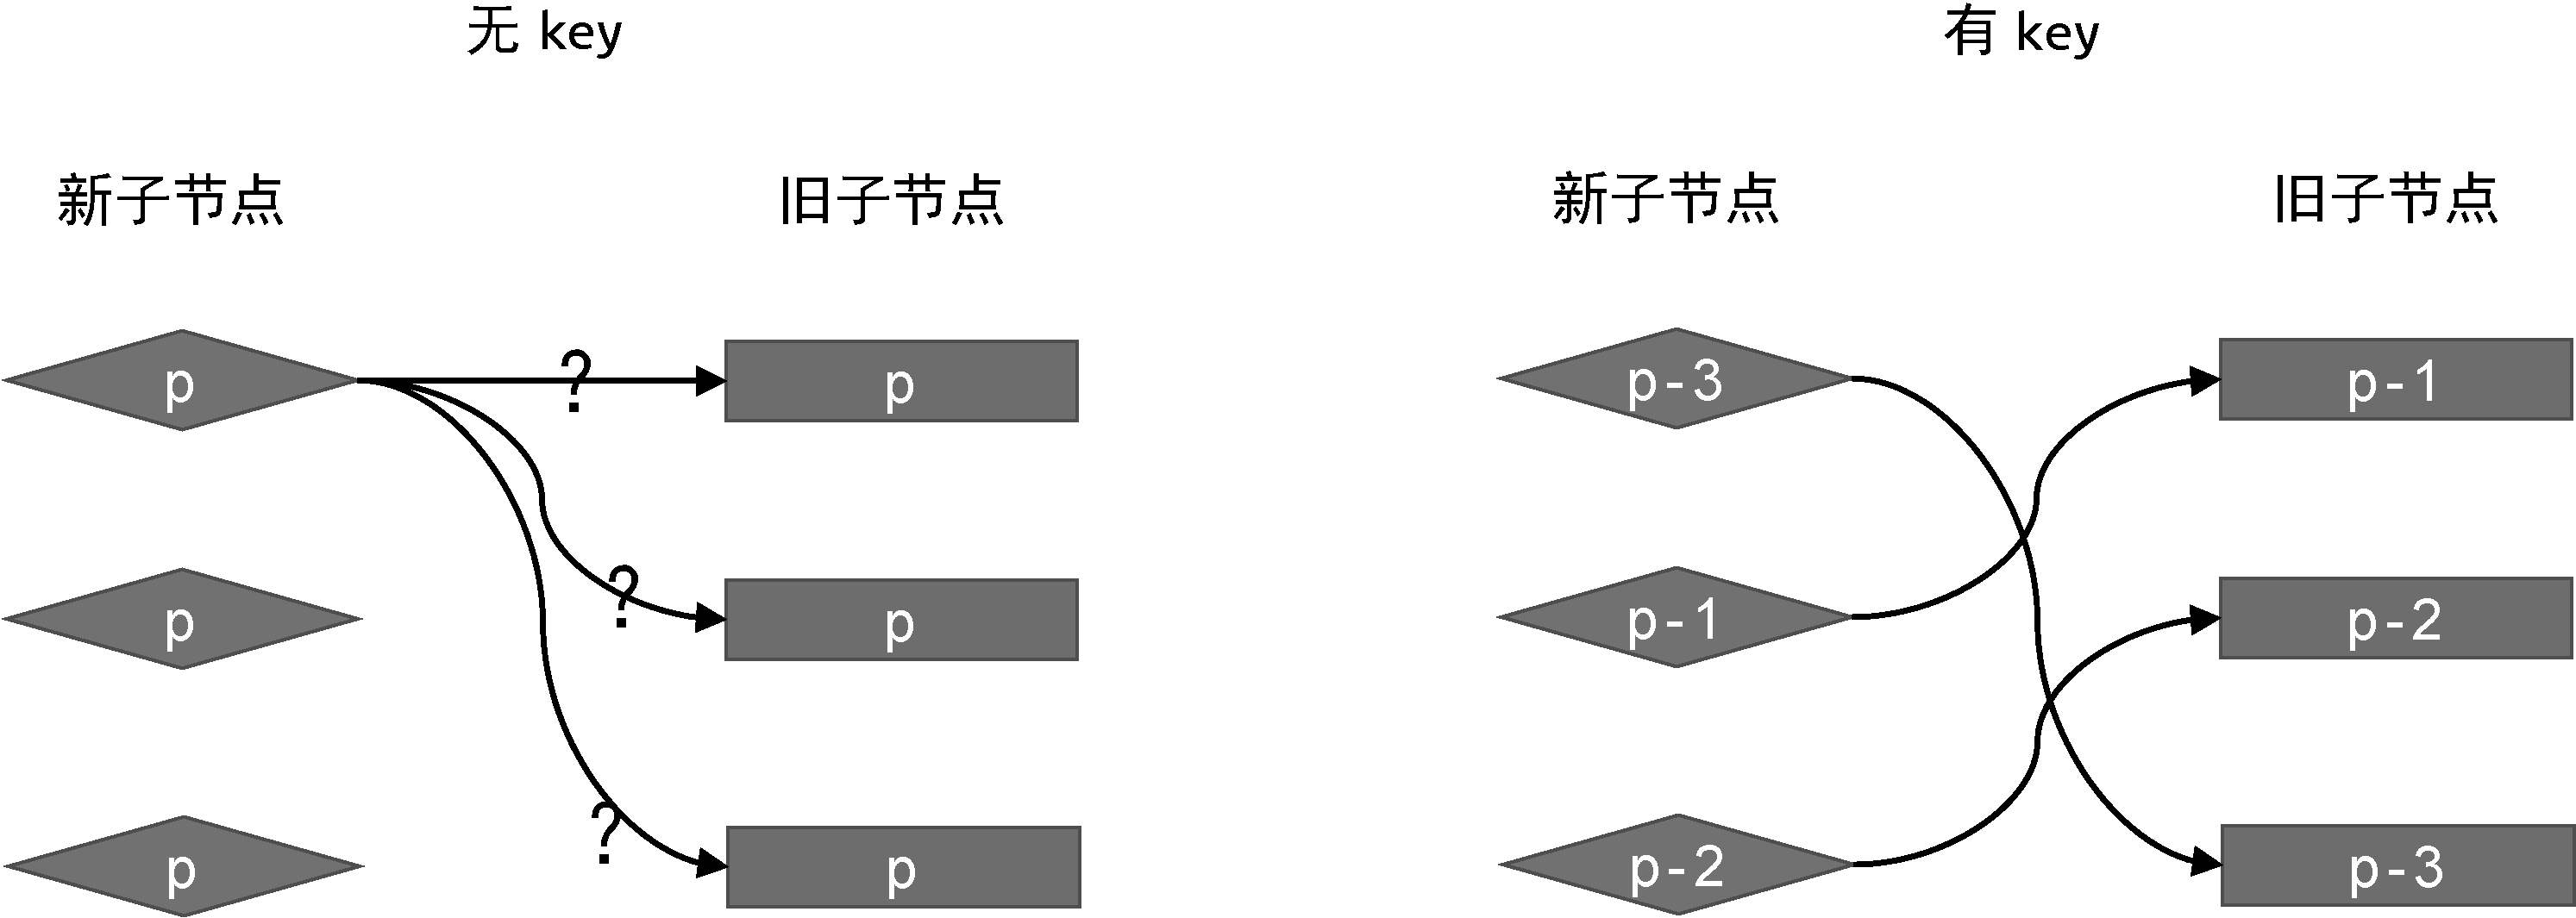 无 key
新子节点 旧子节点
p ? p
p ? p
p ? p
有 key
新子节点 旧子节点
p-3 p-1
p-1 p-2
p-2 p-3